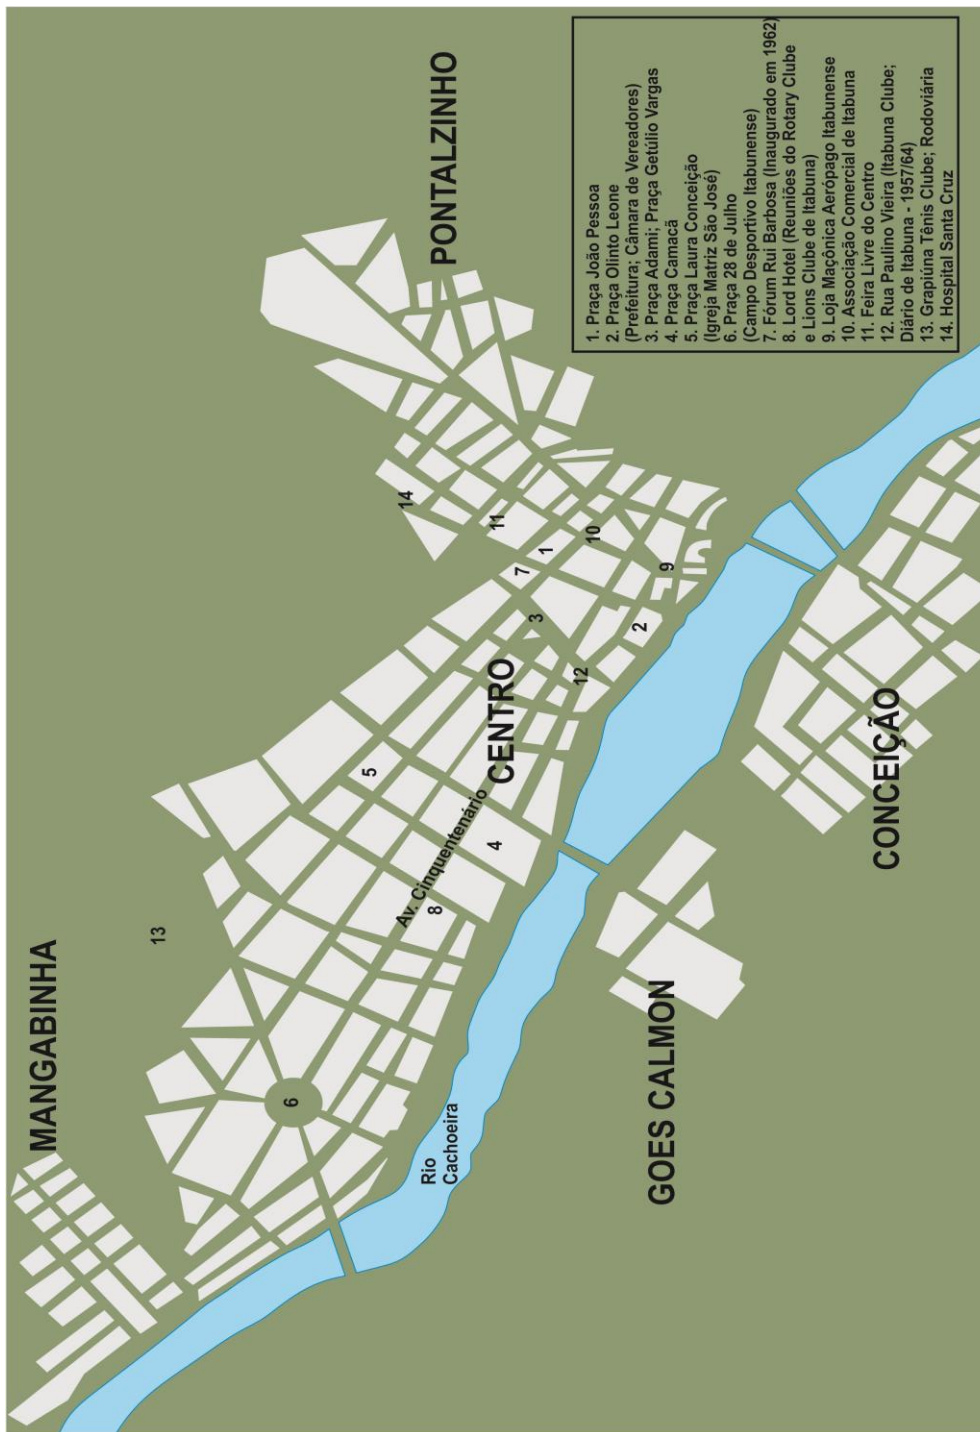 MANGABINHA
13
6
5
14
PONTALZINHO
Rio
Cachoeira
8
Av. Cinquentenário
4
CENTRO
11
7
3
1
12
10
2
9
GOES CALMON
CONCEIÇÃO
1. Praça João Pessoa
2. Praça Olinto Leone
(Prefeitura; Câmara de Vereadores)
3. Praça Adami; Praça Getúlio Vargas
4. Praça Camacã
5. Praça Laura Conceição
(Igreja Matriz São José)
6. Praça 28 de Julho
(Campo Desportivo Itabunense)
7. Fórum Rui Barbosa (Inaugurado em 1962)
8. Lord Hotel (Reuniões do Rotary Clube
e Lions Clube de Itabuna)
9. Loja Maçônica Aerópago Itabunense
10. Associação Comercial de Itabuna
11. Feira Livre do Centro
12. Rua Paulino Vieira (Itabuna Clube;
Diário de Itabuna - 1957/64)
13. Grapiúna Tênis Clube; Rodoviária
14. Hospital Santa Cruz